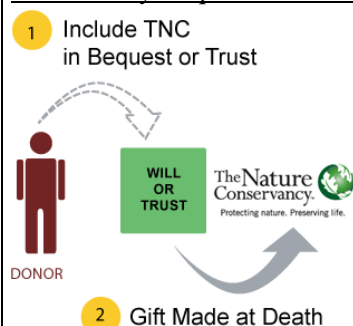 1 Include TNC
in Bequest or Trust
WILL
OR
TRUST
The Nature
Conservancy.
Protecting nature. Preserving life.
DONOR
2 Gift Made at Death